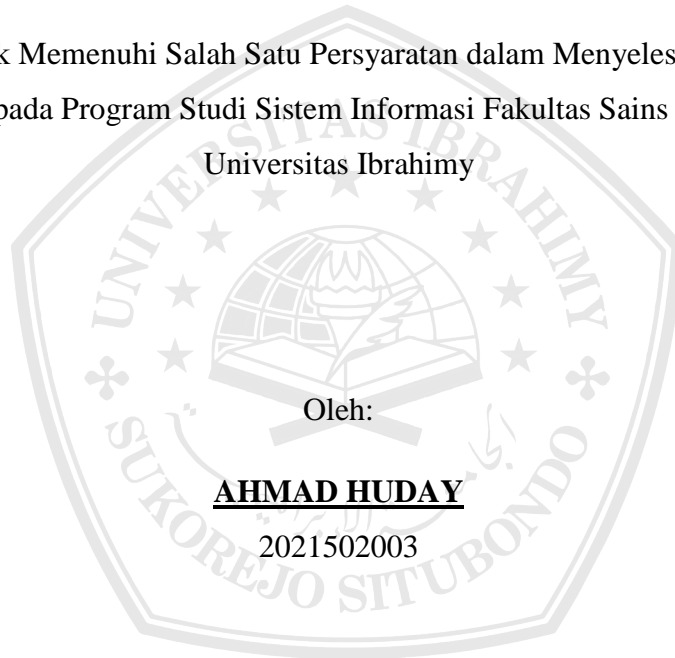 k Memenuhi Salah Satu Persyaratan dalam Menyeles
pada Program Studi Sistem Informasi Fakultas Sains
Universitas Ibrahimy
UNIVERSITAS IBRAHIMY
Oleh:
AHMAD HUDAY
2021502003
SUKOREJO SITUBONDO